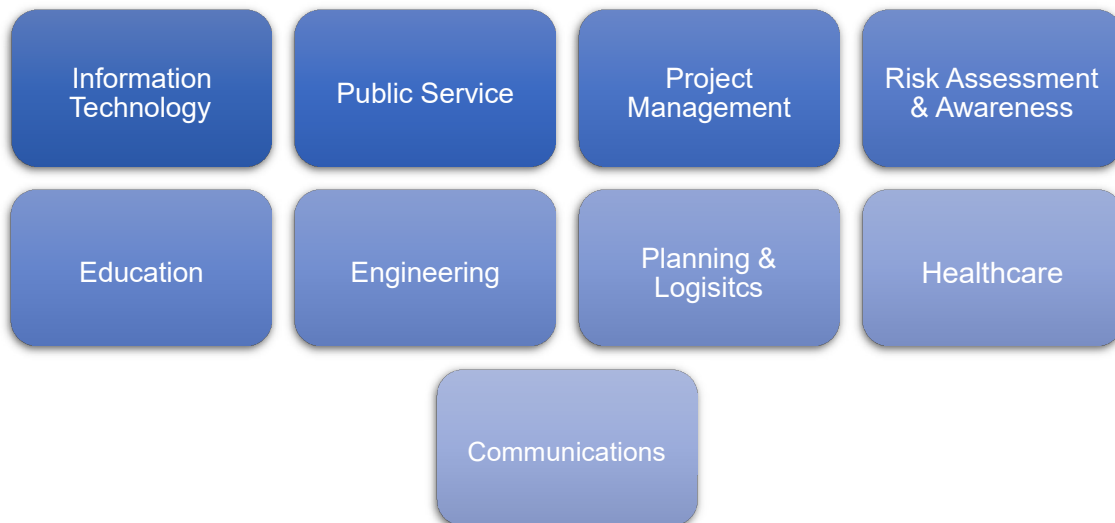 Information
Technology
Public Service
Project
Management
Risk Assessment
& Awareness
Education
Engineering
Planning &
Logisitcs
Healthcare
Communications